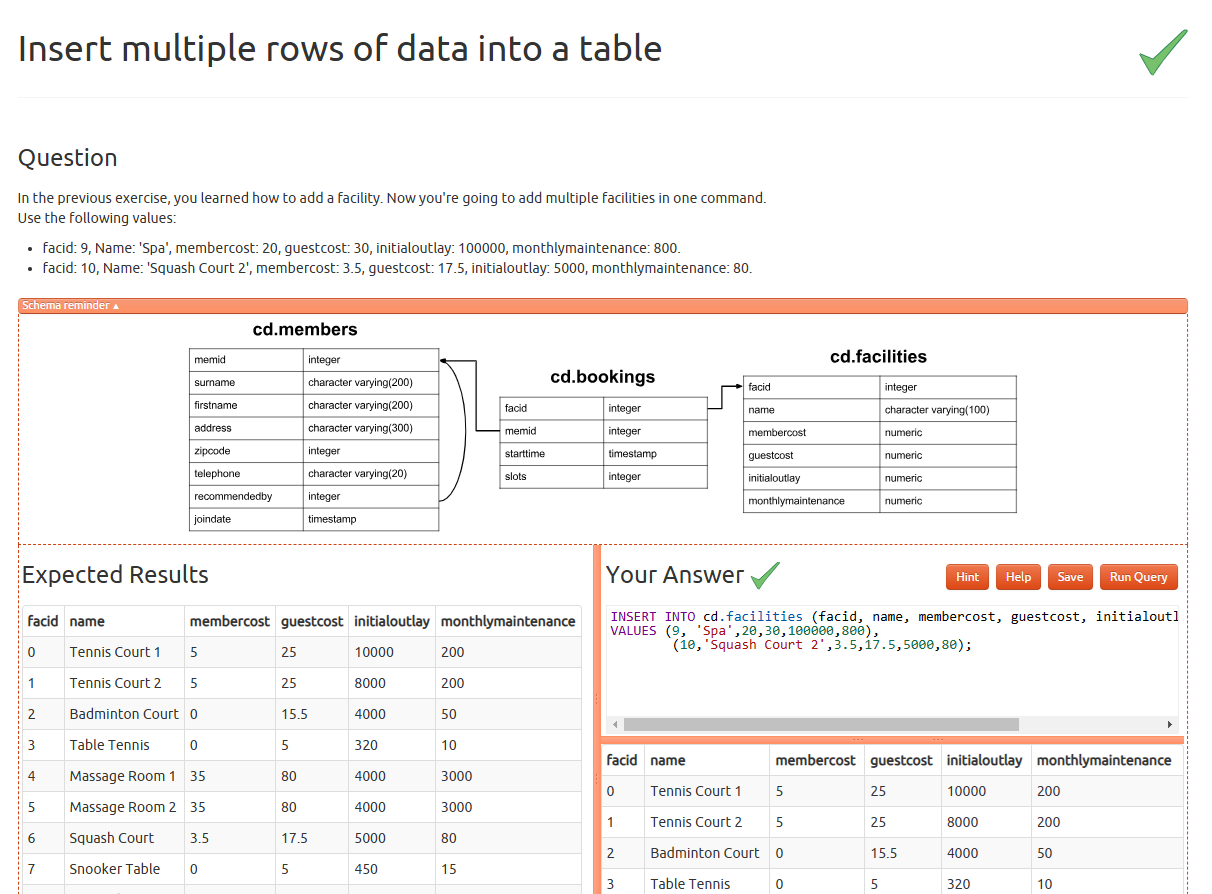 Insert multiple rows of data into a table
Question
In the previous exercise, you learned how to add a facility. Now you're going to add multiple facilities in one command.
Use the following values:
• facid: 9, Name: 'Spa', membercost: 20, guestcost: 30, initialoutlay: 100000, monthlymaintenance: 800.
• facid: 10, Name: 'Squash Court 2', membercost: 3.5, guestcost: 17.5, initialoutlay: 5000, monthlymaintenance: 80.
Schema reminder ▴
cd.members
memid integer
surname character varying(200)
firstname character varying(200)
address character varying(300)
zipcode integer
telephone character varying(20)
recommendedby integer
joindate timestamp
cd.bookings
facid integer
memid integer
starttime timestamp
slots integer
cd.facilities
facid integer
name character varying(100)
membercost numeric
guestcost numeric
initialoutlay numeric
monthlymaintenance numeric
Expected Results
facid name membercost guestcost initialoutlay monthlymaintenance
0 Tennis Court 1 5 25 10000 200
1 Tennis Court 2 5 25 8000 200
2 Badminton Court 0 15.5 4000 50
3 Table Tennis 0 5 320 10
4 Massage Room 1 35 80 4000 3000
5 Massage Room 2 35 80 4000 3000
6 Squash Court 3.5 17.5 5000 80
7 Snooker Table 0 5 450 15
Your Answer
Hint Help Save Run Query
INSERT INTO cd.facilities (facid, name, membercost, guestcost, initialoutl
VALUES (9, 'Spa',20,30,100000,800),
(10,'Squash Court 2',3.5,17.5,5000,80);
facid name membercost guestcost initialoutlay monthlymaintenance
0 Tennis Court 1 5 25 10000 200
1 Tennis Court 2 5 25 8000 200
2 Badminton Court 0 15.5 4000 50
3 Table Tennis 0 5 320 10